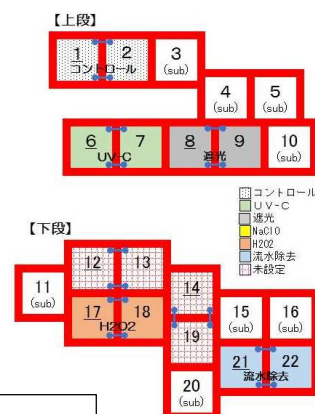 【上段】
1 2 3
コントロール (sub)
4 5
(sub) (sub)
6 7 8 9 10
UV-C 遮光 (sub)
コントロール
UV-C
遮光
NaClO
H2O2
流水除去
未設定
【下段】
11 12 13 14
(sub)
17 18 15 16
H2O2 (sub) (sub)
19
20 21 22
(sub) 流水除去